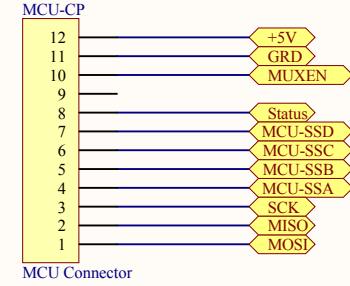 MCU-CP
12 +5V
11 GRD
10 MUXEN
9
8 Status
7 MCU-SSD
6 MCU-SSC
5 MCU-SSB
4 MCU-SSA
3 SCK
2 MISO
1 MOSI
MCU Connector